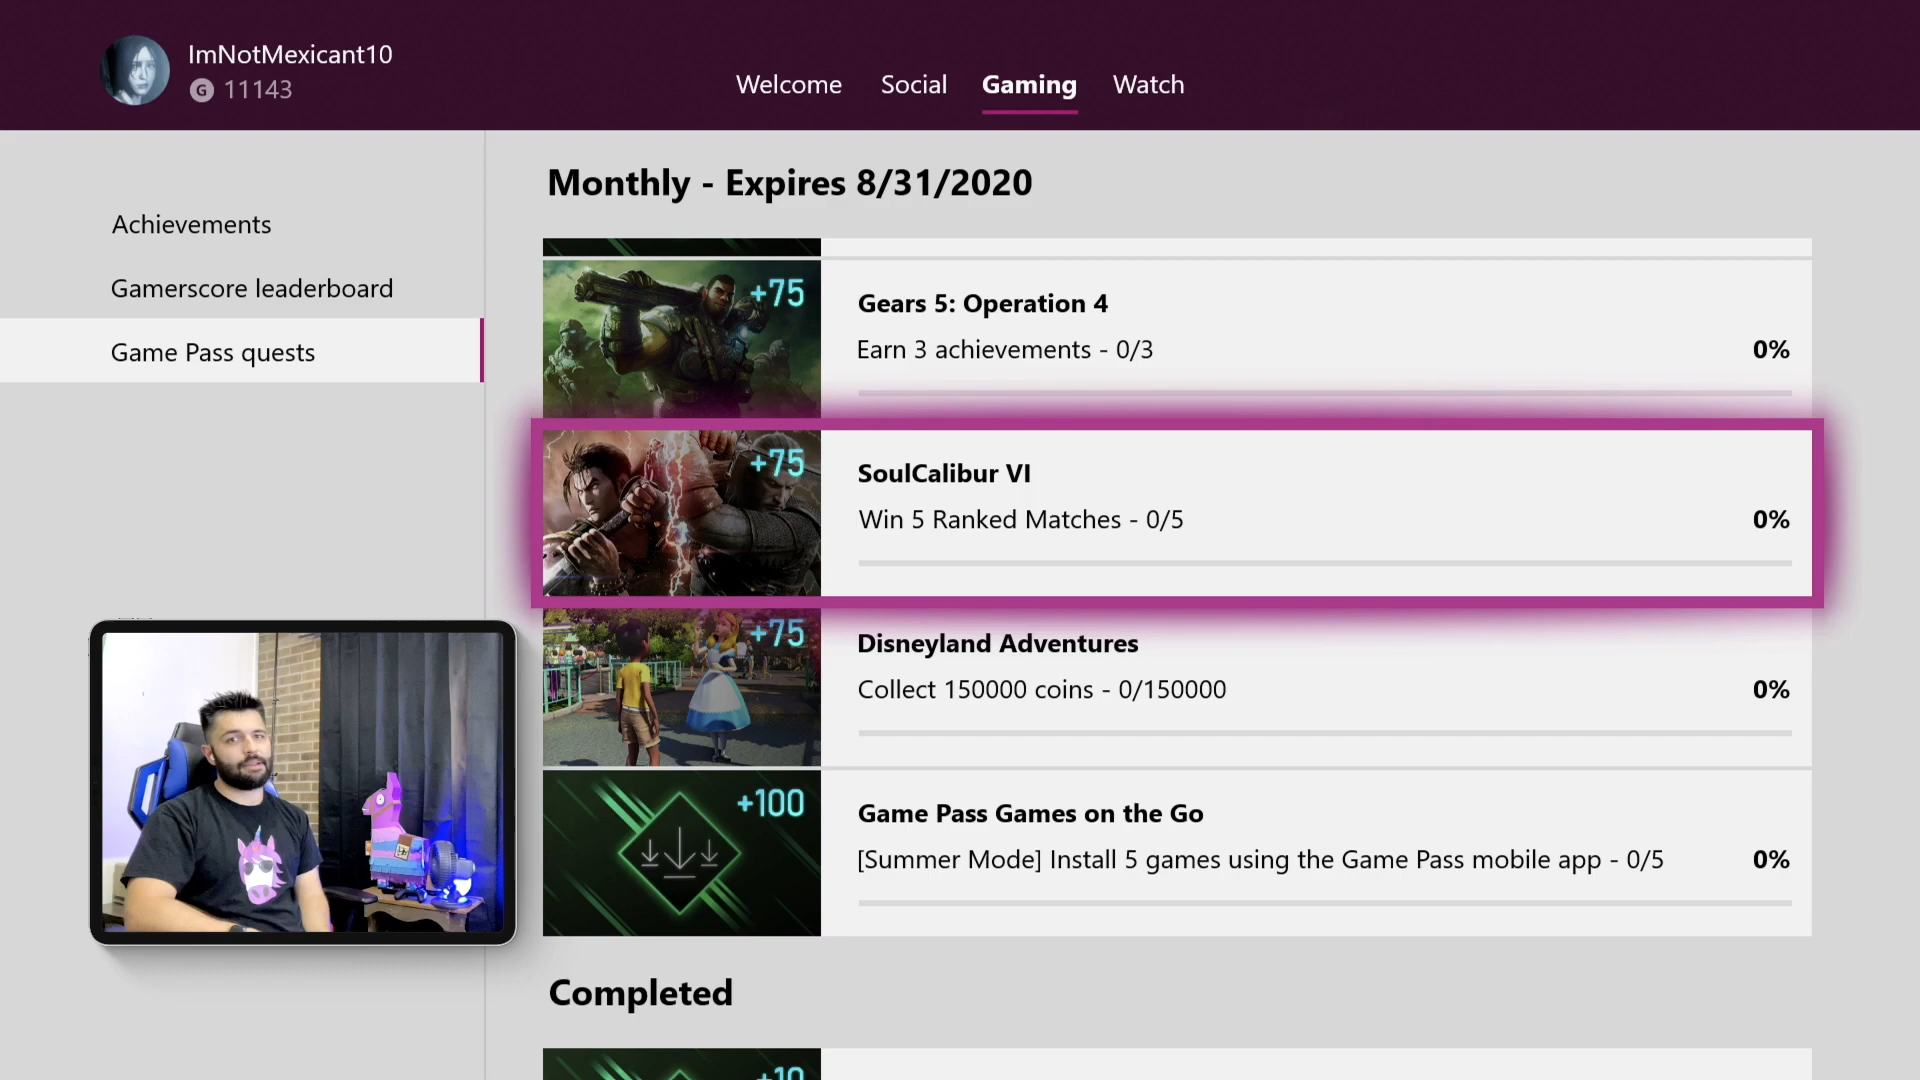 ImNotMexicant10
G 11143
Welcome
Social
Gaming
Watch
Achievements
Gamerscore leaderboard
Game Pass quests
Monthly - Expires 8/31/2020
+75
Gears 5: Operation 4
Earn 3 achievements - 0/3
0%
+75
SoulCalibur VI
Win 5 Ranked Matches - 0/5
0%
+75
Disneyland Adventures
Collect 150000 coins - 0/150000
0%
+100
Game Pass Games on the Go
[Summer Mode] Install 5 games using the Game Pass mobile app - 0/5
0%
Completed
+10